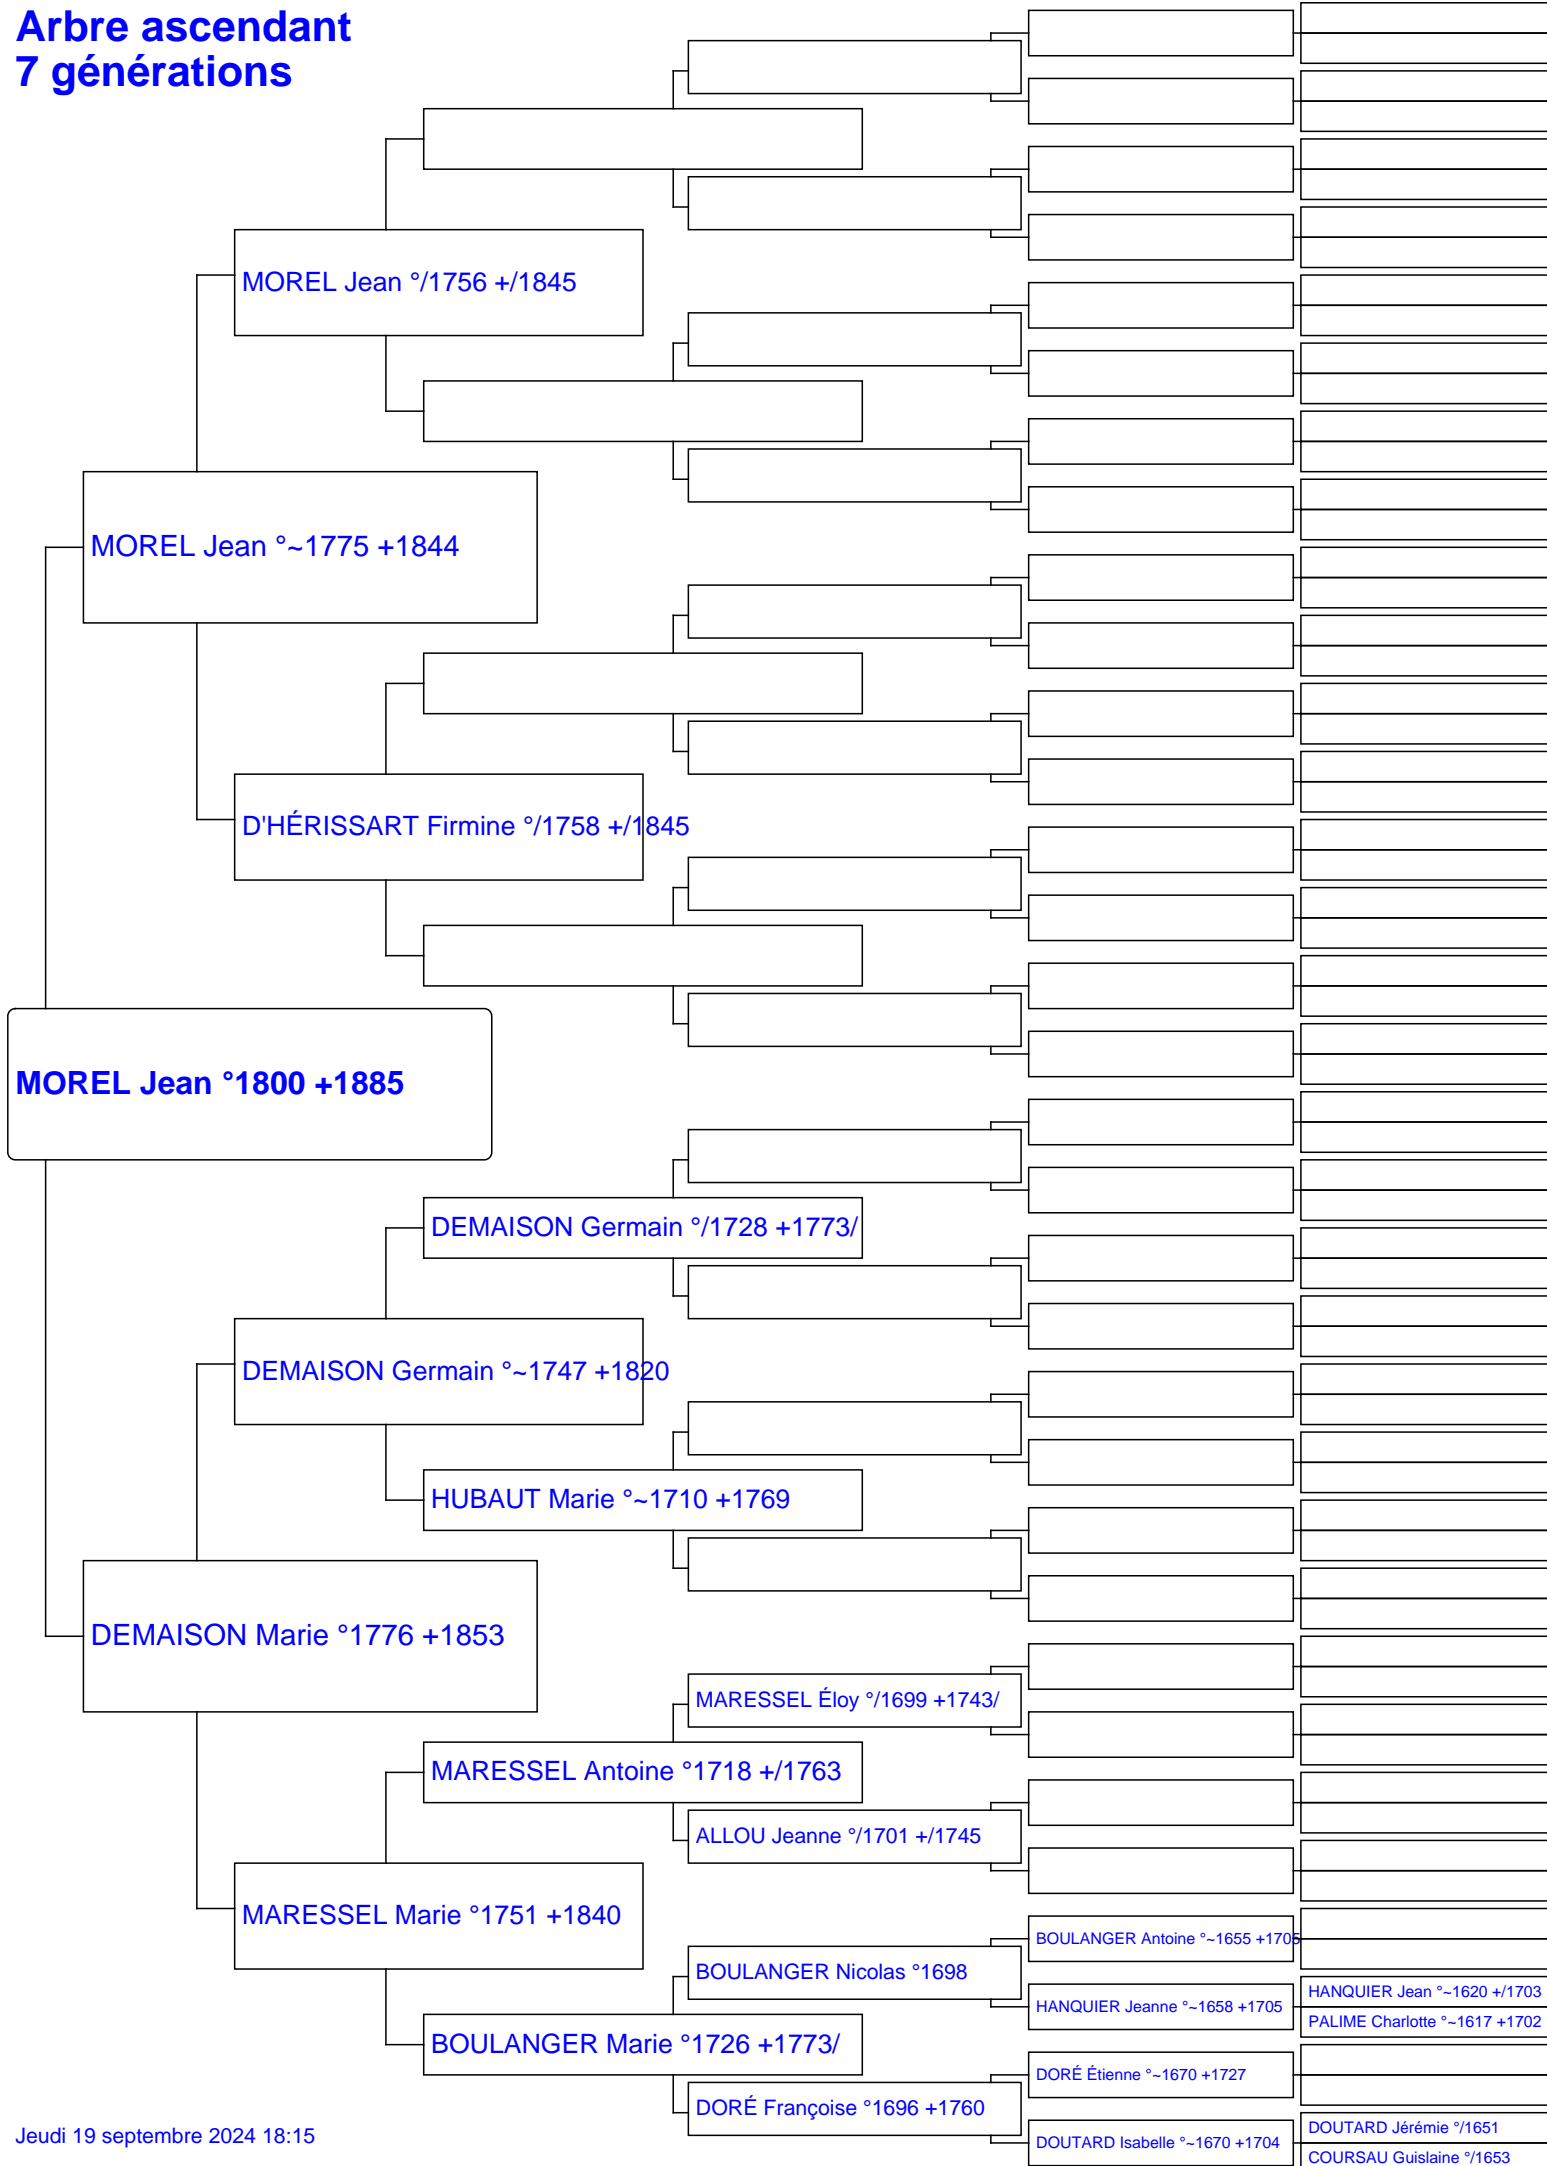 Arbre ascendant
7 générations
MOREL Jean °/1756 +/1845
MOREL Jean °~1775 +1844
D'HÉRISSART Firmine °/1758 +/1845
MOREL Jean °1800 +1885
DEMAISON Germain °/1728 +1773/
DEMAISON Germain °~1747 +1820
HUBAUT Marie °~1710 +1769
DEMAISON Marie °1776 +1853
MARESSEL Éloy °/1699 +1743/
MARESSEL Antoine °1718 +/1763
ALLOU Jeanne °/1701 +/1745
MARESSEL Marie °1751 +1840
BOULANGER Antoine °~1655 +1705
BOULANGER Nicolas °1698
HANQUIER Jean °~1620 +/1703
HANQUIER Jeanne °~1658 +1705
PALIME Charlotte °~1617 +1702
BOULANGER Marie °1726 +1773/
DORÉ Étienne °~1670 +1727
DORÉ Françoise °1696 +1760
DOUTARD Jérémie °/1651
DOUTARD Isabelle °~1670 +1704
COURSAU Guislaine °/1653
Jeudi 19 septembre 2024 18:15